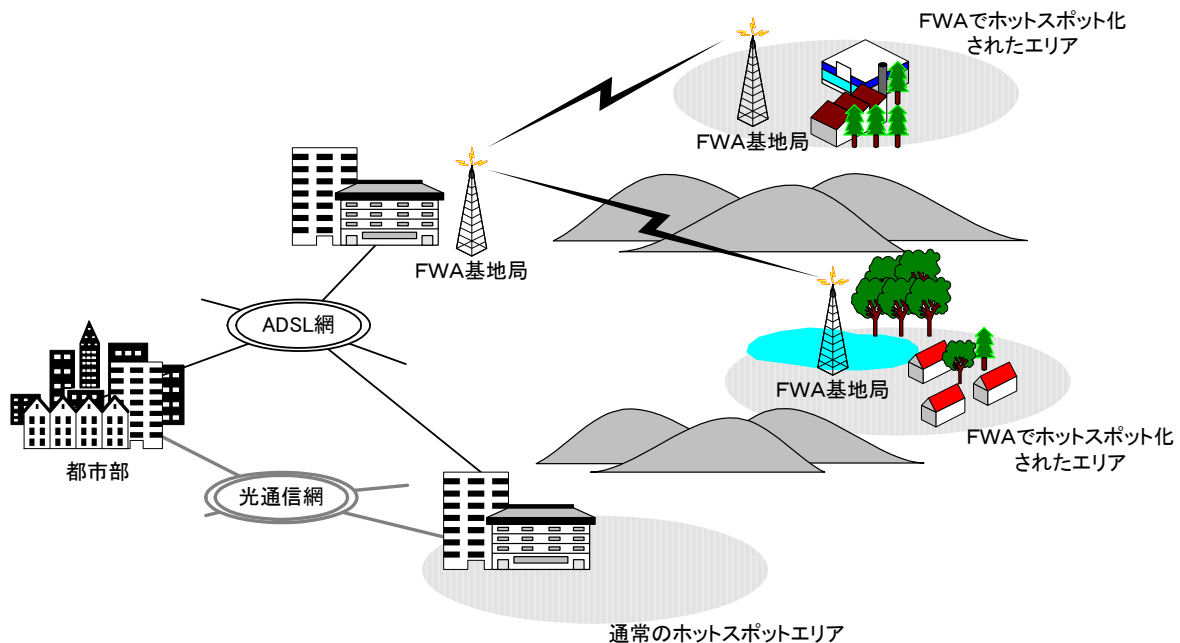 FWAでホットスポット化
されたエリア
FWA基地局
FWA基地局
ADSL網
FWA基地局
都市部
FWAでホットスポット化
されたエリア
光通信網
通常のホットスポットエリア